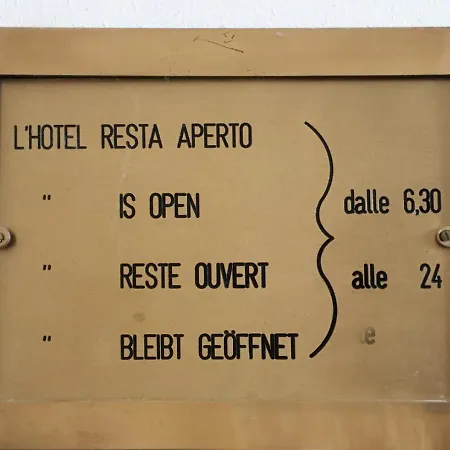 L'HOTEL RESTA APERTO
" IS OPEN dalle 6,30
" RESTE OUVERT alle 24
" BLEIBT GEÖFFNET